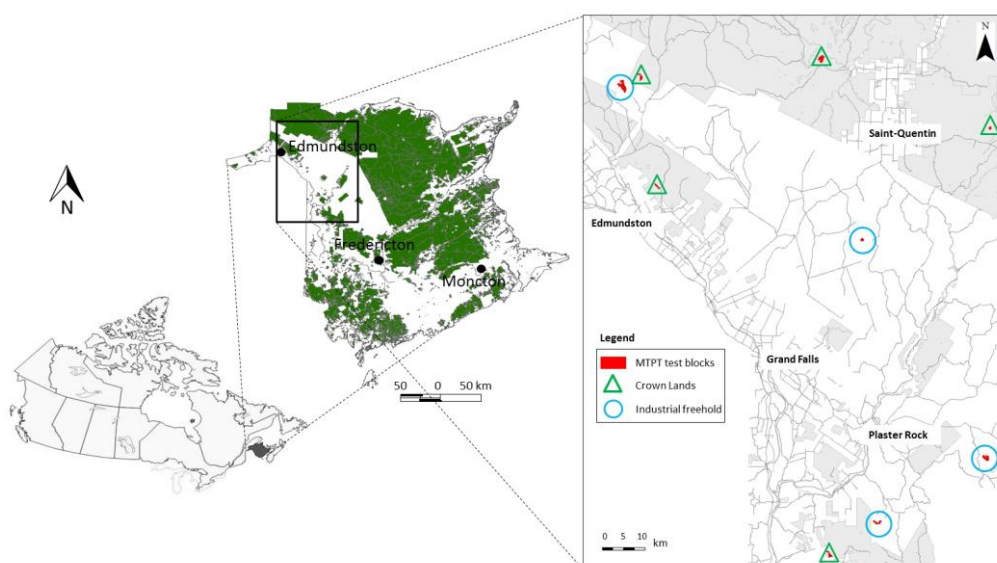 N
Edmundston
Fredericton
Moncton
50 0 50 km
N
Saint-Quentin
Edmundston
Grand Falls
Plaster Rock
Legend
MTPT test blocks
Crown Lands
Industrial freehold
0 5 10
km